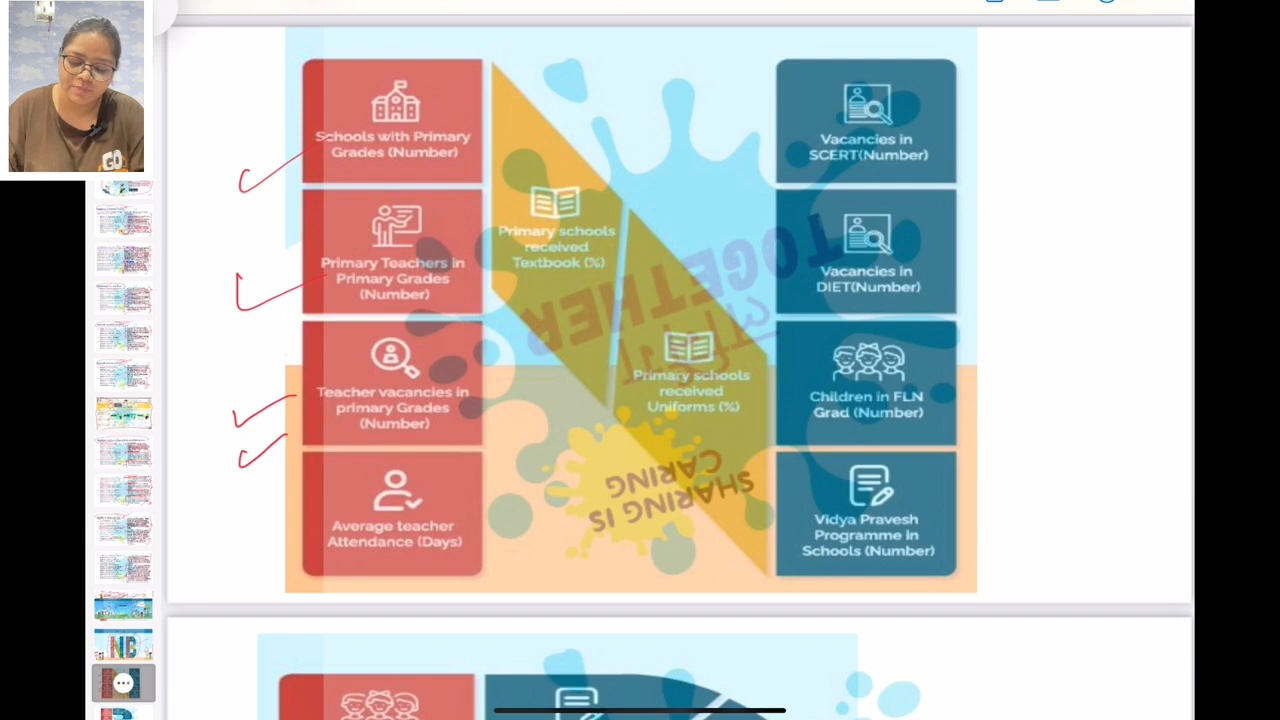 GO
Schools with Primary
Grades (Number)
Primary Teachers in
Primary Grades
(Number)
Teacher vacancies in
primary Grades
(Number)
Average teacher
Attendance (Days)
Primary schools
received
Textbook (%)
Primary schools
received
Uniforms (%)
TOGETHER
SHARING IS
CARING
Vacancies in
SCERT(Number)
Vacancies in
DIET(Number)
Children in FLN
Grad (Number)
Vidya Pravesh
Programme in
Schools (Number)